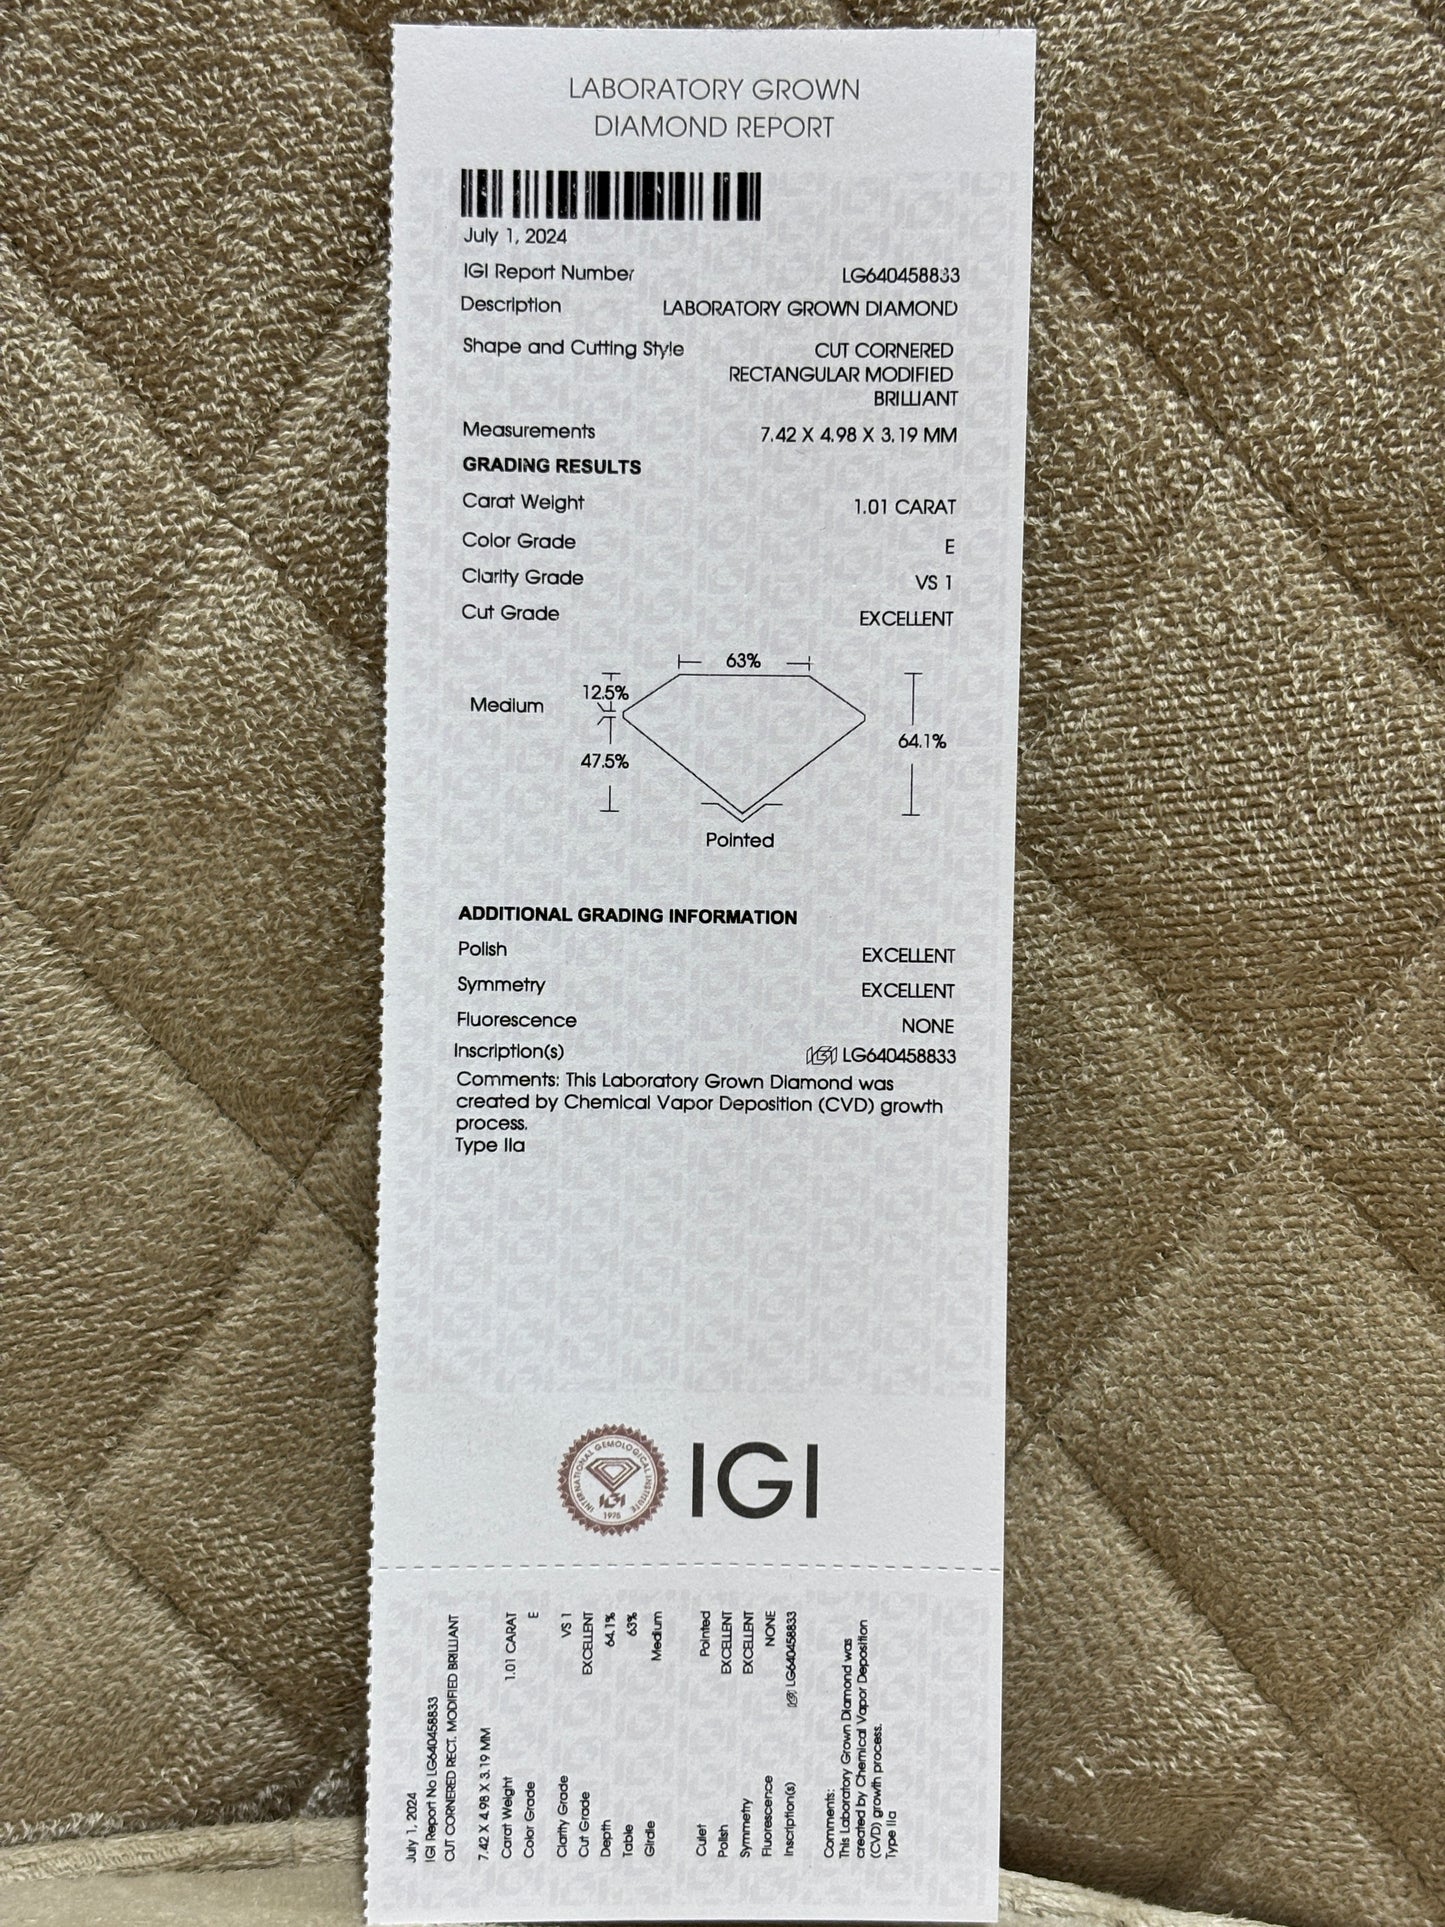 LABORATORY GROWN
DIAMOND REPORT
July 1, 2024
IGI Report Number LG640458833
Description LABORATORY GROWN DIAMOND
Shape and Cutting Style CUT CORNERED
RECTANGULAR MODIFIED
BRILLIANT
Measurements 7.42 X 4.98 X 3.19 MM
GRADING RESULTS
Carat Weight 1.01 CARAT
Color Grade E
Clarity Grade VS 1
Cut Grade EXCELLENT
63%
Medium 12.5%
64.1%
47.5%
Pointed
ADDITIONAL GRADING INFORMATION
Polish EXCELLENT
Symmetry EXCELLENT
Fluorescence NONE
Inscription(s) IGI LG640458833
Comments: This Laboratory Grown Diamond was
created by Chemical Vapor Deposition (CVD) growth
process.
Type IIa
INTERNATIONAL GEMOLOGICAL INSTITUTE
IGI
1975
IGI
July 1, 2024
IGI Report No LG640458833
CUT CORNERED RECT. MODIFIED BRILLIANT
7.42 X 4.98 X 3.19 MM
Carat Weight 1.01 CARAT
Color Grade E
Clarity Grade VS 1
Cut Grade EXCELLENT
Depth 64.1%
Table 63%
Girdle Medium
Culet Pointed
Polish EXCELLENT
Symmetry EXCELLENT
Fluorescence NONE
Inscription(s) IGI LG640458833
Comments:
This Laboratory Grown Diamond was
created by Chemical Vapor Deposition
(CVD) growth process.
Type IIa